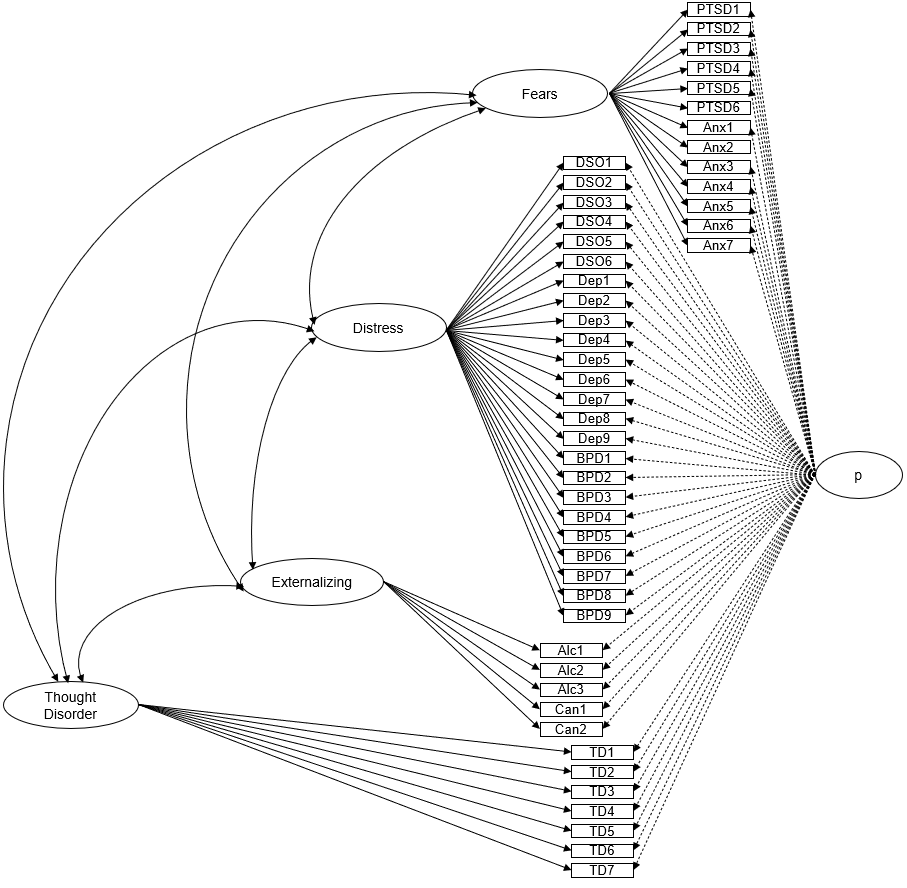 PTSD1
PTSD2
PTSD3
PTSD4
PTSD5
PTSD6
Anx1
Anx2
Anx3
Anx4
Anx5
Anx6
Anx7
Fears
DSO1
DSO2
DSO3
DSO4
DSO5
DSO6
Dep1
Dep2
Dep3
Dep4
Dep5
Dep6
Dep7
Dep8
Dep9
BPD1
BPD2
BPD3
BPD4
BPD5
BPD6
BPD7
BPD8
BPD9
Distress
p
Externalizing
Alc1
Alc2
Alc3
Can1
Can2
Thought
Disorder
TD1
TD2
TD3
TD4
TD5
TD6
TD7